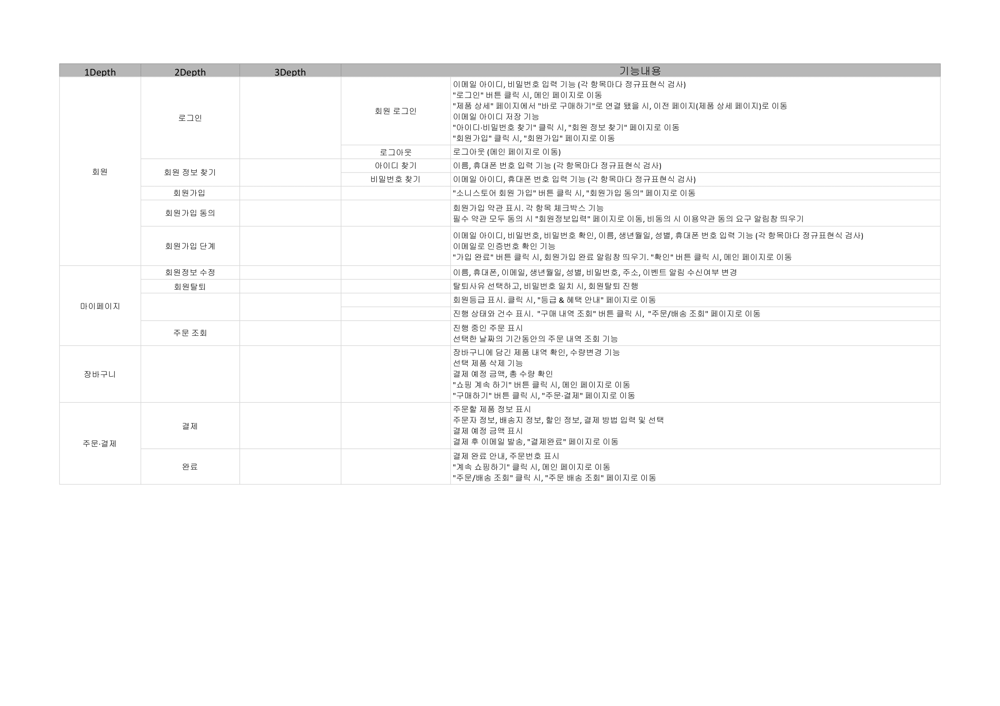 1Depth 2Depth 3Depth 기능내용
회원
로그인
회원 로그인
이메일 아이디, 비밀번호 입력 기능 (각 항목마다 정규표현식 검사)
"로그인" 버튼 클릭 시, 메인 페이지로 이동
"제품 상세" 페이지에서 "바로 구매하기"로 연결 됐을 시, 이전 페이지(제품 상세 페이지)로 이동
이메일 아이디 저장 기능
"아이디·비밀번호 찾기" 클릭 시, "회원 정보 찾기" 페이지로 이동
"회원가입" 클릭 시, "회원가입" 페이지로 이동
로그아웃 로그아웃 (메인 페이지로 이동)
회원 정보 찾기
아이디 찾기 이름, 휴대폰 번호 입력 기능 (각 항목마다 정규표현식 검사)
비밀번호 찾기 이메일 아이디, 휴대폰 번호 입력 기능 (각 항목마다 정규표현식 검사)
회원가입 "소니스토어 회원 가입" 버튼 클릭 시, "회원가입 동의" 페이지로 이동
회원가입 동의
회원가입 약관 표시. 각 항목 체크박스 기능
필수 약관 모두 동의 시 "회원정보입력" 페이지로 이동, 비동의 시 이용약관 동의 요구 알림창 띄우기
회원가입 단계
이메일 아이디, 비밀번호, 비밀번호 확인, 이름, 생년월일, 성별, 휴대폰 번호 입력 기능 (각 항목마다 정규표현식 검사)
이메일로 인증번호 확인 기능
"가입 완료" 버튼 클릭 시, 회원가입 완료 알림창 띄우기. "확인" 버튼 클릭 시, 메인 페이지로 이동
마이페이지
회원정보 수정 이름, 휴대폰, 이메일, 생년월일, 성별, 비밀번호, 주소, 이벤트 알림 수신여부 변경
회원탈퇴 탈퇴사유 선택하고, 비밀번호 일치 시, 회원탈퇴 진행
회원등급 표시. 클릭 시, "등급 & 혜택 안내" 페이지로 이동
진행 상태와 건수 표시. "구매 내역 조회" 버튼 클릭 시, "주문/배송 조회" 페이지로 이동
주문 조회
진행 중인 주문 표시
선택한 날짜의 기간동안의 주문 내역 조회 기능
장바구니
장바구니에 담긴 제품 내역 확인, 수량변경 기능
선택 제품 삭제 기능
결제 예정 금액, 총 수량 확인
"쇼핑 계속 하기" 버튼 클릭 시, 메인 페이지로 이동
"구매하기" 버튼 클릭 시, "주문·결제" 페이지로 이동
주문·결제
결제
주문할 제품 정보 표시
주문자 정보, 배송지 정보, 할인 정보, 결제 방법 입력 및 선택
결제 예정 금액 표시
결제 후 이메일 발송, "결제완료" 페이지로 이동
완료
결제 완료 안내, 주문번호 표시
"계속 쇼핑하기" 클릭 시, 메인 페이지로 이동
"주문/배송 조회" 클릭 시, "주문 배송 조회" 페이지로 이동